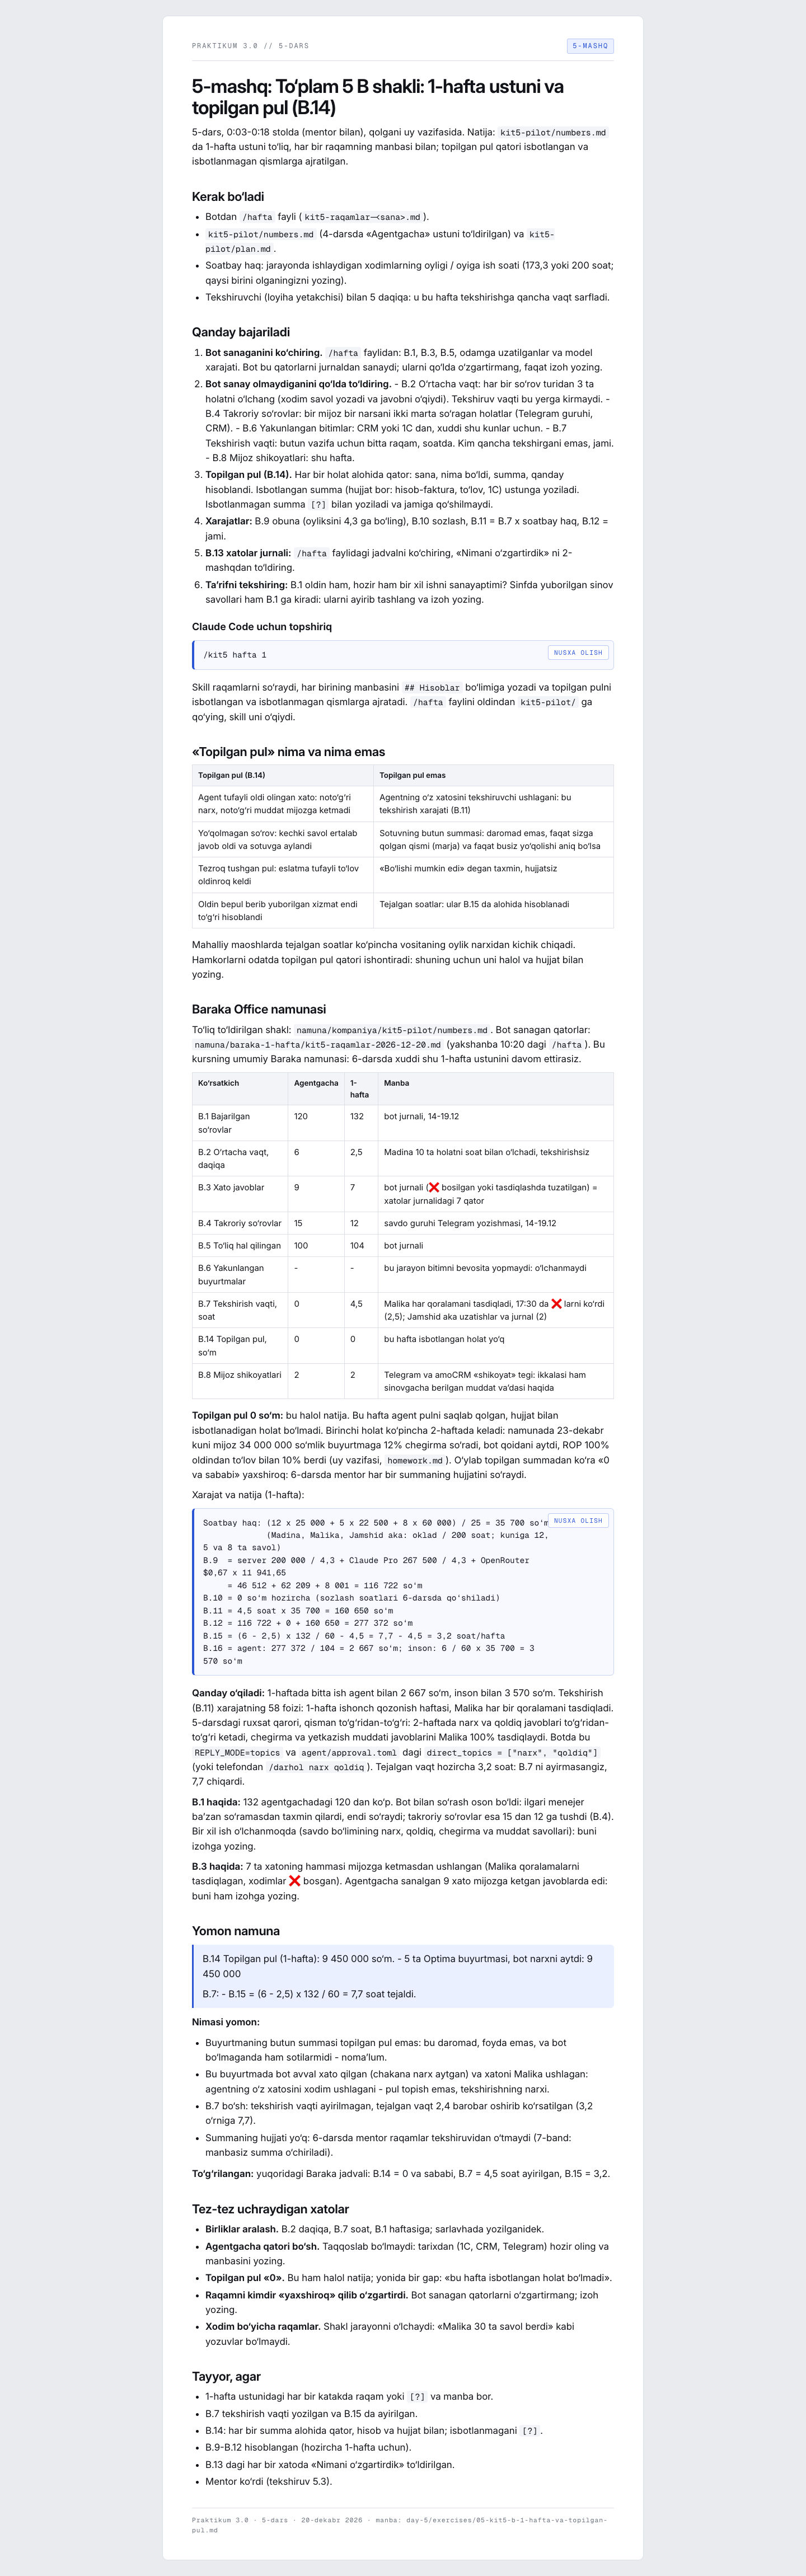 PRAKTIKUM 3.0 // 5-DARS
5-MASHQ
5-mashq: To‘plam 5 B shakli: 1-hafta ustuni va
topilgan pul (B.14)
5-dars, 0:03-0:18 stolda (mentor bilan), qolgani uy vazifasida. Natija: kit5-pilot/numbers.md
da 1-hafta ustuni to‘liq, har bir raqamning manbasi bilan; topilgan pul qatori isbotlangan va
isbotlanmagan qismlarga ajratilgan.
Kerak bo‘ladi
• Botdan /hafta fayli ( kit5-raqamlar-<sana>.md ).
• kit5-pilot/numbers.md (4-darsda «Agentgacha» ustuni to‘ldirilgan) va kit5-
pilot/plan.md .
• Soatbay haq: jarayonda ishlaydigan xodimlarning oyligi / oyiga ish soati (173,3 yoki 200 soat;
qaysi birini olganingizni yozing).
• Tekshiruvchi (loyiha yetakchisi) bilan 5 daqiqa: u bu hafta tekshirishga qancha vaqt sarfladi.
Qanday bajariladi
1. Bot sanaganini ko‘chiring. /hafta faylidan: B.1, B.3, B.5, odamga uzatilganlar va model
xarajati. Bot bu qatorlarni jurnaldan sanaydi; ularni qo‘lda o‘zgartirmang, faqat izoh yozing.
2. Bot sanay olmaydiganini qo‘lda to‘ldiring. - B.2 O‘rtacha vaqt: har bir so‘rov turidan 3 ta
holatni o‘lchang (xodim savol yozadi va javobni o‘qiydi). Tekshiruv vaqti bu yerga kirmaydi. -
B.4 Takroriy so‘rovlar: bir mijoz bir narsani ikki marta so‘ragan holatlar (Telegram guruhi,
CRM). - B.6 Yakunlangan bitimlar: CRM yoki 1C dan, xuddi shu kunlar uchun. - B.7
Tekshirish vaqti: butun vazifa uchun bitta raqam, soatda. Kim qancha tekshirgani emas, jami.
- B.8 Mijoz shikoyatlari: shu hafta.
3. Topilgan pul (B.14). Har bir holat alohida qator: sana, nima bo‘ldi, summa, qanday
hisoblandi. Isbotlangan summa (hujjat bor: hisob-faktura, to‘lov, 1C) ustunga yoziladi.
Isbotlanmagan summa [?] bilan yoziladi va jamiga qo‘shilmaydi.
4. Xarajatlar: B.9 obuna (oyliksini 4,3 ga bo‘ling), B.10 sozlash, B.11 = B.7 x soatbay haq, B.12 =
jami.
5. B.13 xatolar jurnali: /hafta faylidagi jadvalni ko‘chiring, «Nimani o‘zgartirdik» ni 2-
mashqdan to‘ldiring.
6. Ta’rifni tekshiring: B.1 oldin ham, hozir ham bir xil ishni sanayaptimi? Sinfda yuborilgan sinov
savollari ham B.1 ga kiradi: ularni ayirib tashlang va izoh yozing.
Claude Code uchun topshiriq
/kit5 hafta 1
NUSXA OLISH
Skill raqamlarni so‘raydi, har birining manbasini ## Hisoblar bo‘limiga yozadi va topilgan pulni
isbotlangan va isbotlanmagan qismlarga ajratadi. /hafta faylini oldindan kit5-pilot/ ga
qo‘ying, skill uni o‘qiydi.
«Topilgan pul» nima va nima emas
Topilgan pul (B.14) Topilgan pul emas
Agent tufayli oldi olingan xato: noto‘g‘ri
narx, noto‘g‘ri muddat mijozga ketmadi
Agentning o‘z xatosini tekshiruvchi ushlagani: bu
tekshirish xarajati (B.11)
Yo‘qolmagan so‘rov: kechki savol ertalab
javob oldi va sotuvga aylandi
Sotuvning butun summasi: daromad emas, faqat sizga
qolgan qismi (marja) va faqat busiz yo‘qolishi aniq bo‘lsa
Tezroq tushgan pul: eslatma tufayli to‘lov
oldinroq keldi
«Bo‘lishi mumkin edi» degan taxmin, hujjatsiz
Oldin bepul berib yuborilgan xizmat endi
to‘g‘ri hisoblandi
Tejalgan soatlar: ular B.15 da alohida hisoblanadi
Mahalliy maoshlarda tejalgan soatlar ko‘pincha vositaning oylik narxidan kichik chiqadi.
Hamkorlarni odatda topilgan pul qatori ishontiradi: shuning uchun uni halol va hujjat bilan
yozing.
Baraka Office namunasi
To‘liq to‘ldirilgan shakl: namuna/kompaniya/kit5-pilot/numbers.md . Bot sanagan qatorlar:
namuna/baraka-1-hafta/kit5-raqamlar-2026-12-20.md (yakshanba 10:20 dagi /hafta ). Bu
kursning umumiy Baraka namunasi: 6-darsda xuddi shu 1-hafta ustunini davom ettirasiz.
Ko‘rsatkich Agentgacha 1-
hafta Manba
B.1 Bajarilgan
so‘rovlar 120 132 bot jurnali, 14-19.12
B.2 O‘rtacha vaqt,
daqiqa 6 2,5 Madina 10 ta holatni soat bilan o‘lchadi, tekshirishsiz
B.3 Xato javoblar 9 7 bot jurnali (❌ bosilgan yoki tasdiqlashda tuzatilgan) =
xatolar jurnalidagi 7 qator
B.4 Takroriy so‘rovlar 15 12 savdo guruhi Telegram yozishmasi, 14-19.12
B.5 To‘liq hal qilingan 100 104 bot jurnali
B.6 Yakunlangan
buyurtmalar - - bu jarayon bitimni bevosita yopmaydi: o‘lchanmaydi
B.7 Tekshirish vaqti,
soat 0 4,5 Malika har qoralamani tasdiqladi, 17:30 da ❌ larni ko‘rdi
(2,5); Jamshid aka uzatishlar va jurnal (2)
B.14 Topilgan pul,
so‘m 0 0 bu hafta isbotlangan holat yo‘q
B.8 Mijoz shikoyatlari 2 2 Telegram va amoCRM «shikoyat» tegi: ikkalasi ham
sinovgacha berilgan muddat va’dasi haqida
Topilgan pul 0 so‘m: bu halol natija. Bu hafta agent pulni saqlab qolgan, hujjat bilan
isbotlanadigan holat bo‘lmadi. Birinchi holat ko‘pincha 2-haftada keladi: namunada 23-dekabr
kuni mijoz 34 000 000 so‘mlik buyurtmaga 12% chegirma so‘radi, bot qoidani aytdi, ROP 100%
oldindan to‘lov bilan 10% berdi (uy vazifasi, homework.md ). O‘ylab topilgan summadan ko‘ra «0
va sababi» yaxshiroq: 6-darsda mentor har bir summaning hujjatini so‘raydi.
Xarajat va natija (1-hafta):
Soatbay haq: (12 x 25 000 + 5 x 22 500 + 8 x 60 000) / 25 = 35 700 so'm
NUSXA OLISH
(Madina, Malika, Jamshid aka: oklad / 200 soat; kuniga 12,
5 va 8 ta savol)
B.9 = server 200 000 / 4,3 + Claude Pro 267 500 / 4,3 + OpenRouter
$0,67 x 11 941,65
= 46 512 + 62 209 + 8 001 = 116 722 so'm
B.10 = 0 so'm hozircha (sozlash soatlari 6-darsda qo'shiladi)
B.11 = 4,5 soat x 35 700 = 160 650 so'm
B.12 = 116 722 + 0 + 160 650 = 277 372 so'm
B.15 = (6 - 2,5) x 132 / 60 - 4,5 = 7,7 - 4,5 = 3,2 soat/hafta
B.16 = agent: 277 372 / 104 = 2 667 so'm; inson: 6 / 60 x 35 700 = 3
570 so'm
Qanday o‘qiladi: 1-haftada bitta ish agent bilan 2 667 so‘m, inson bilan 3 570 so‘m. Tekshirish
(B.11) xarajatning 58 foizi: 1-hafta ishonch qozonish haftasi, Malika har bir qoralamani tasdiqladi.
5-darsdagi ruxsat qarori, qisman to‘g‘ridan-to‘g‘ri: 2-haftada narx va qoldiq javoblari to‘g‘ridan-
to‘g‘ri ketadi, chegirma va yetkazish muddati javoblarini Malika 100% tasdiqlaydi. Botda bu
REPLY_MODE=topics va agent/approval.toml dagi direct_topics = ["narx", "qoldiq"]
(yoki telefondan /darhol narx qoldiq ). Tejalgan vaqt hozircha 3,2 soat: B.7 ni ayirmasangiz,
7,7 chiqardi.
B.1 haqida: 132 agentgachadagi 120 dan ko‘p. Bot bilan so‘rash oson bo‘ldi: ilgari menejer
ba’zan so‘ramasdan taxmin qilardi, endi so‘raydi; takroriy so‘rovlar esa 15 dan 12 ga tushdi (B.4).
Bir xil ish o‘lchanmoqda (savdo bo‘limining narx, qoldiq, chegirma va muddat savollari): buni
izohga yozing.
B.3 haqida: 7 ta xatoning hammasi mijozga ketmasdan ushlangan (Malika qoralamalarni
tasdiqlagan, xodimlar ❌ bosgan). Agentgacha sanalgan 9 xato mijozga ketgan javoblarda edi:
buni ham izohga yozing.
Yomon namuna
B.14 Topilgan pul (1-hafta): 9 450 000 so‘m. - 5 ta Optima buyurtmasi, bot narxni aytdi: 9
450 000
B.7: - B.15 = (6 - 2,5) x 132 / 60 = 7,7 soat tejaldi.
Nimasi yomon:
• Buyurtmaning butun summasi topilgan pul emas: bu daromad, foyda emas, va bot
bo‘lmaganda ham sotilarmidi - noma’lum.
• Bu buyurtmada bot avval xato qilgan (chakana narx aytgan) va xatoni Malika ushlagan:
agentning o‘z xatosini xodim ushlagani - pul topish emas, tekshirishning narxi.
• B.7 bo‘sh: tekshirish vaqti ayirilmagan, tejalgan vaqt 2,4 barobar oshirib ko‘rsatilgan (3,2
o‘rniga 7,7).
• Summaning hujjati yo‘q: 6-darsda mentor raqamlar tekshiruvidan o‘tmaydi (7-band:
manbasiz summa o‘chiriladi).
To‘g‘rilangan: yuqoridagi Baraka jadvali: B.14 = 0 va sababi, B.7 = 4,5 soat ayirilgan, B.15 = 3,2.
Tez-tez uchraydigan xatolar
• Birliklar aralash. B.2 daqiqa, B.7 soat, B.1 haftasiga; sarlavhada yozilganidek.
• Agentgacha qatori bo‘sh. Taqqoslab bo‘lmaydi: tarixdan (1C, CRM, Telegram) hozir oling va
manbasini yozing.
• Topilgan pul «0». Bu ham halol natija; yonida bir gap: «bu hafta isbotlangan holat bo‘lmadi».
• Raqamni kimdir «yaxshiroq» qilib o‘zgartirdi. Bot sanagan qatorlarni o‘zgartirmang; izoh
yozing.
• Xodim bo‘yicha raqamlar. Shakl jarayonni o‘lchaydi: «Malika 30 ta savol berdi» kabi
yozuvlar bo‘lmaydi.
Tayyor, agar
• 1-hafta ustunidagi har bir katakda raqam yoki [?] va manba bor.
• B.7 tekshirish vaqti yozilgan va B.15 da ayirilgan.
• B.14: har bir summa alohida qator, hisob va hujjat bilan; isbotlanmagani [?] .
• B.9-B.12 hisoblangan (hozircha 1-hafta uchun).
• B.13 dagi har bir xatoda «Nimani o‘zgartirdik» to‘ldirilgan.
• Mentor ko‘rdi (tekshiruv 5.3).
Praktikum 3.0 · 5-dars · 20-dekabr 2026 · manba: day-5/exercises/05-kit5-b-1-hafta-va-topilgan-
pul.md